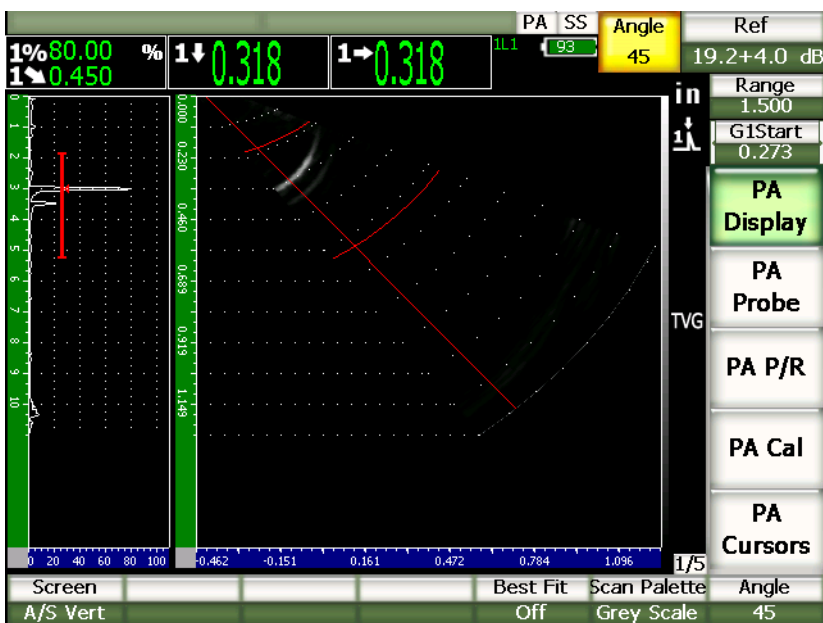 PA SS Angle Ref
1%80.00 % 1 0.318 1 0.318 1L1 93 45 19.2+4.0 dB
1 0.450
in Range
1.500
1 G1Start
0.273
PA
Display
PA
Probe
TVG
PA P/R
PA Cal
PA
Cursors
0 1 2 3 4 5 6 7 8 9 10
0.000 0.230 0.460 0.689 0.919 1.149
0 20 40 60 80 100 -0.462 -0.151 0.161 0.472 0.784 1.096 1/5
Screen Best Fit Scan Palette Angle
A/S Vert Off Grey Scale 45